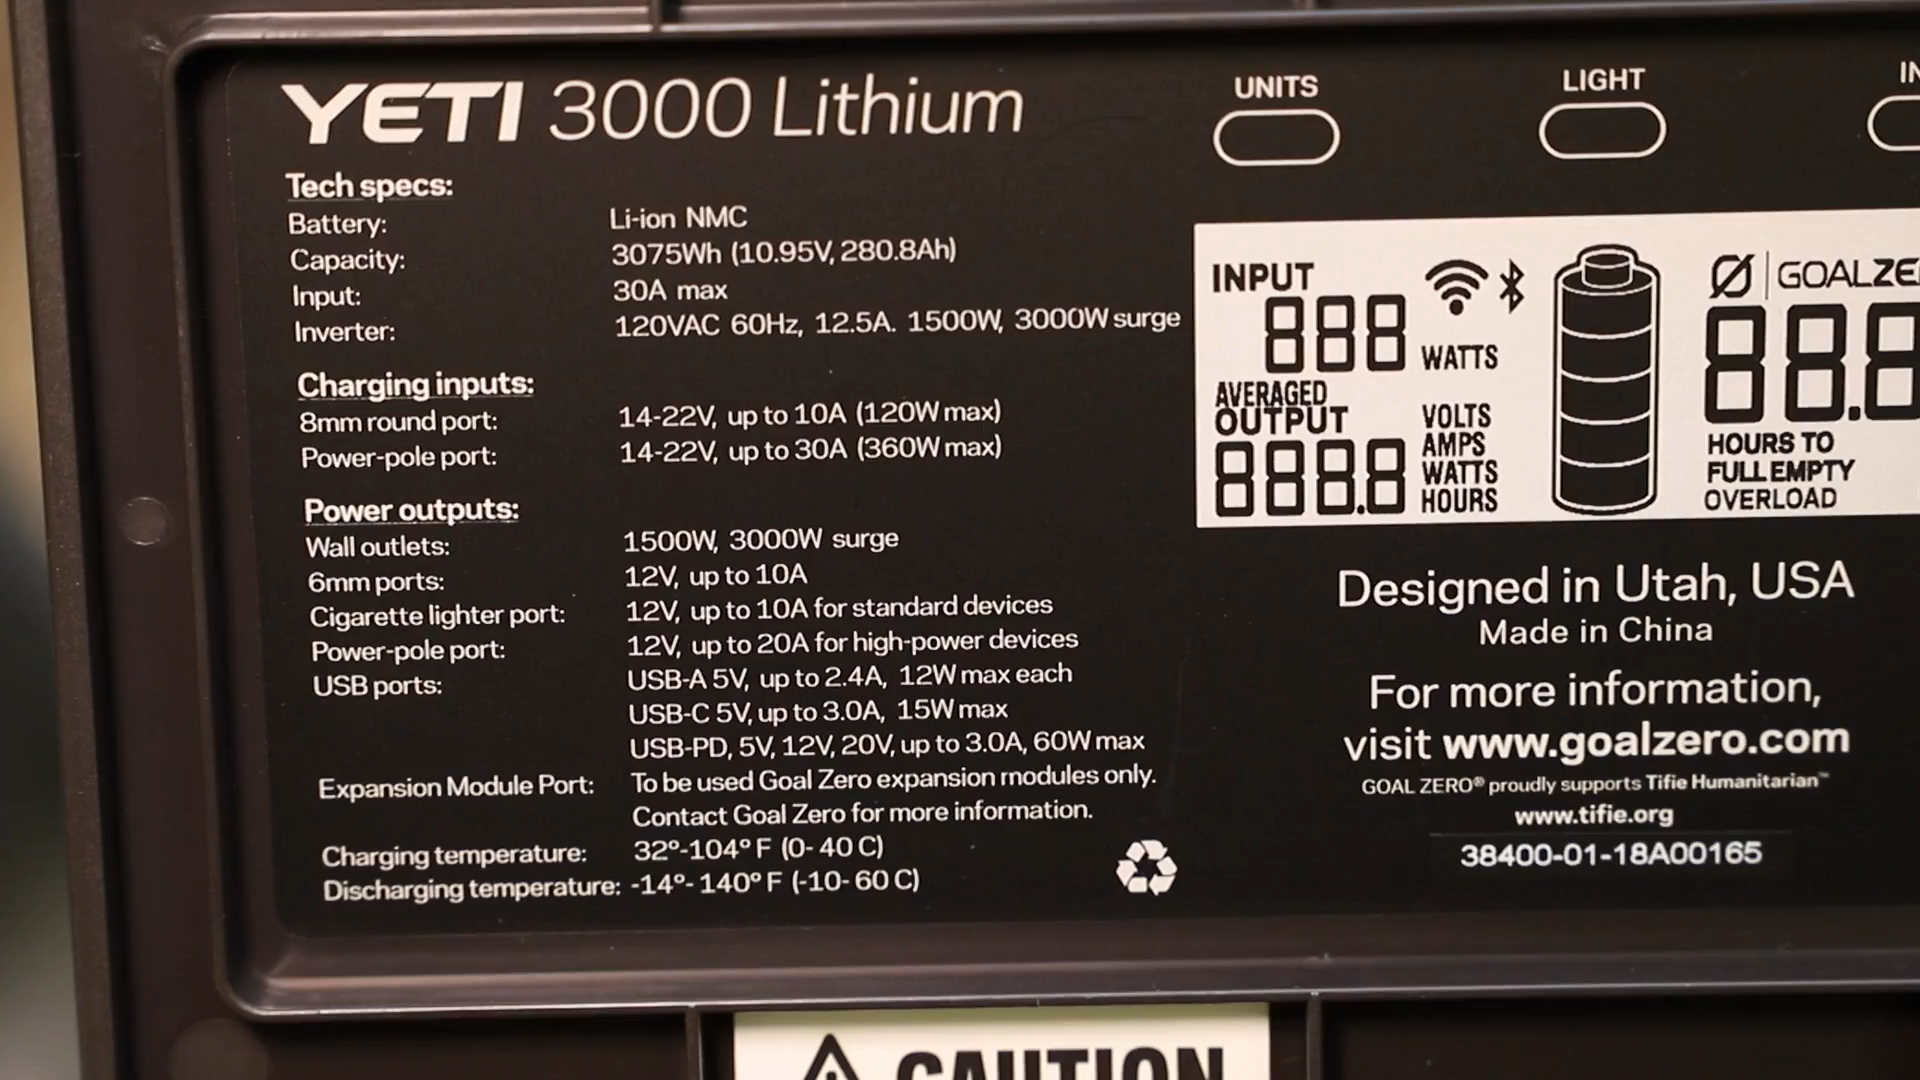 YETI 3000 Lithium
Tech specs:
Battery: Li-ion NMC
Capacity: 3075Wh (10.95V, 280.8Ah)
Input: 30A max
Inverter: 120VAC 60Hz, 12.5A. 1500W, 3000W surge
Charging inputs:
8mm round port: 14-22V, up to 10A (120W max)
Power-pole port: 14-22V, up to 30A (360W max)
Power outputs:
Wall outlets: 1500W, 3000W surge
6mm ports: 12V, up to 10A
Cigarette lighter port: 12V, up to 10A for standard devices
Power-pole port: 12V, up to 20A for high-power devices
USB ports: USB-A 5V, up to 2.4A, 12W max each
USB-C 5V, up to 3.0A, 15W max
USB-PD, 5V, 12V, 20V, up to 3.0A, 60W max
Expansion Module Port: To be used Goal Zero expansion modules only.
Contact Goal Zero for more information.
Charging temperature: 32º-104º F (0- 40 C)
Discharging temperature: -14º- 140º F (-10- 60 C)
UNITS LIGHT IN
INPUT
888 WATTS
AVERAGED
OUTPUT
888.8
VOLTS
AMPS
WATTS
HOURS
GOALZE
88.8
HOURS TO
FULL EMPTY
OVERLOAD
Designed in Utah, USA
Made in China
For more information,
visit www.goalzero.com
GOAL ZERO® proudly supports Tifie Humanitarian™
www.tifie.org
38400-01-18A00165
CAUTION